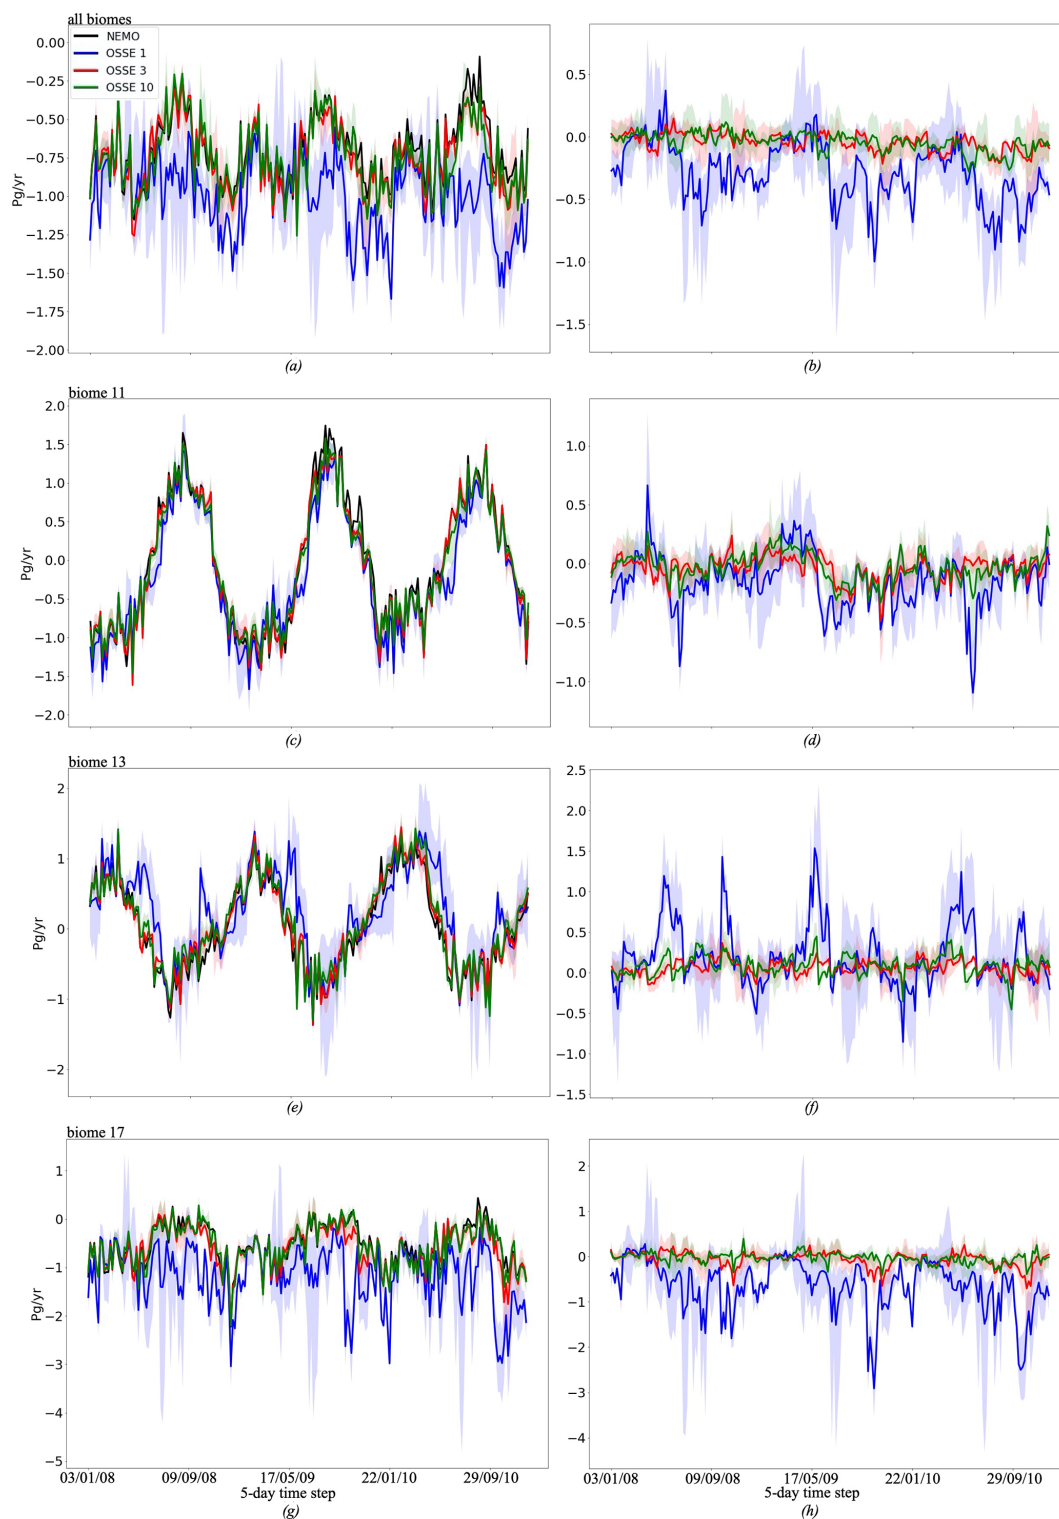 all biomes
NEMO
OSSE 1
OSSE 3
OSSE 10
0.00
−0.25
−0.50
−0.75
−1.00
−1.25
−1.50
−1.75
−2.00
Pg/yr
(a)
0.5
0.0
−0.5
−1.0
−1.5
(b)
biome 11
2.0
1.5
1.0
0.5
0.0
−0.5
−1.0
−1.5
−2.0
Pg/yr
(c)
1.0
0.5
0.0
−0.5
−1.0
(d)
biome 13
2
1
0
−1
−2
Pg/yr
(e)
2.5
2.0
1.5
1.0
0.5
0.0
−0.5
−1.0
−1.5
(f)
biome 17
1
0
−1
−2
−3
−4
−5
Pg/yr
03/01/08 09/09/08 17/05/09 22/01/10 29/09/10
5-day time step
(g)
2
1
0
−1
−2
−3
−4
03/01/08 09/09/08 17/05/09 22/01/10 29/09/10
5-day time step
(h)